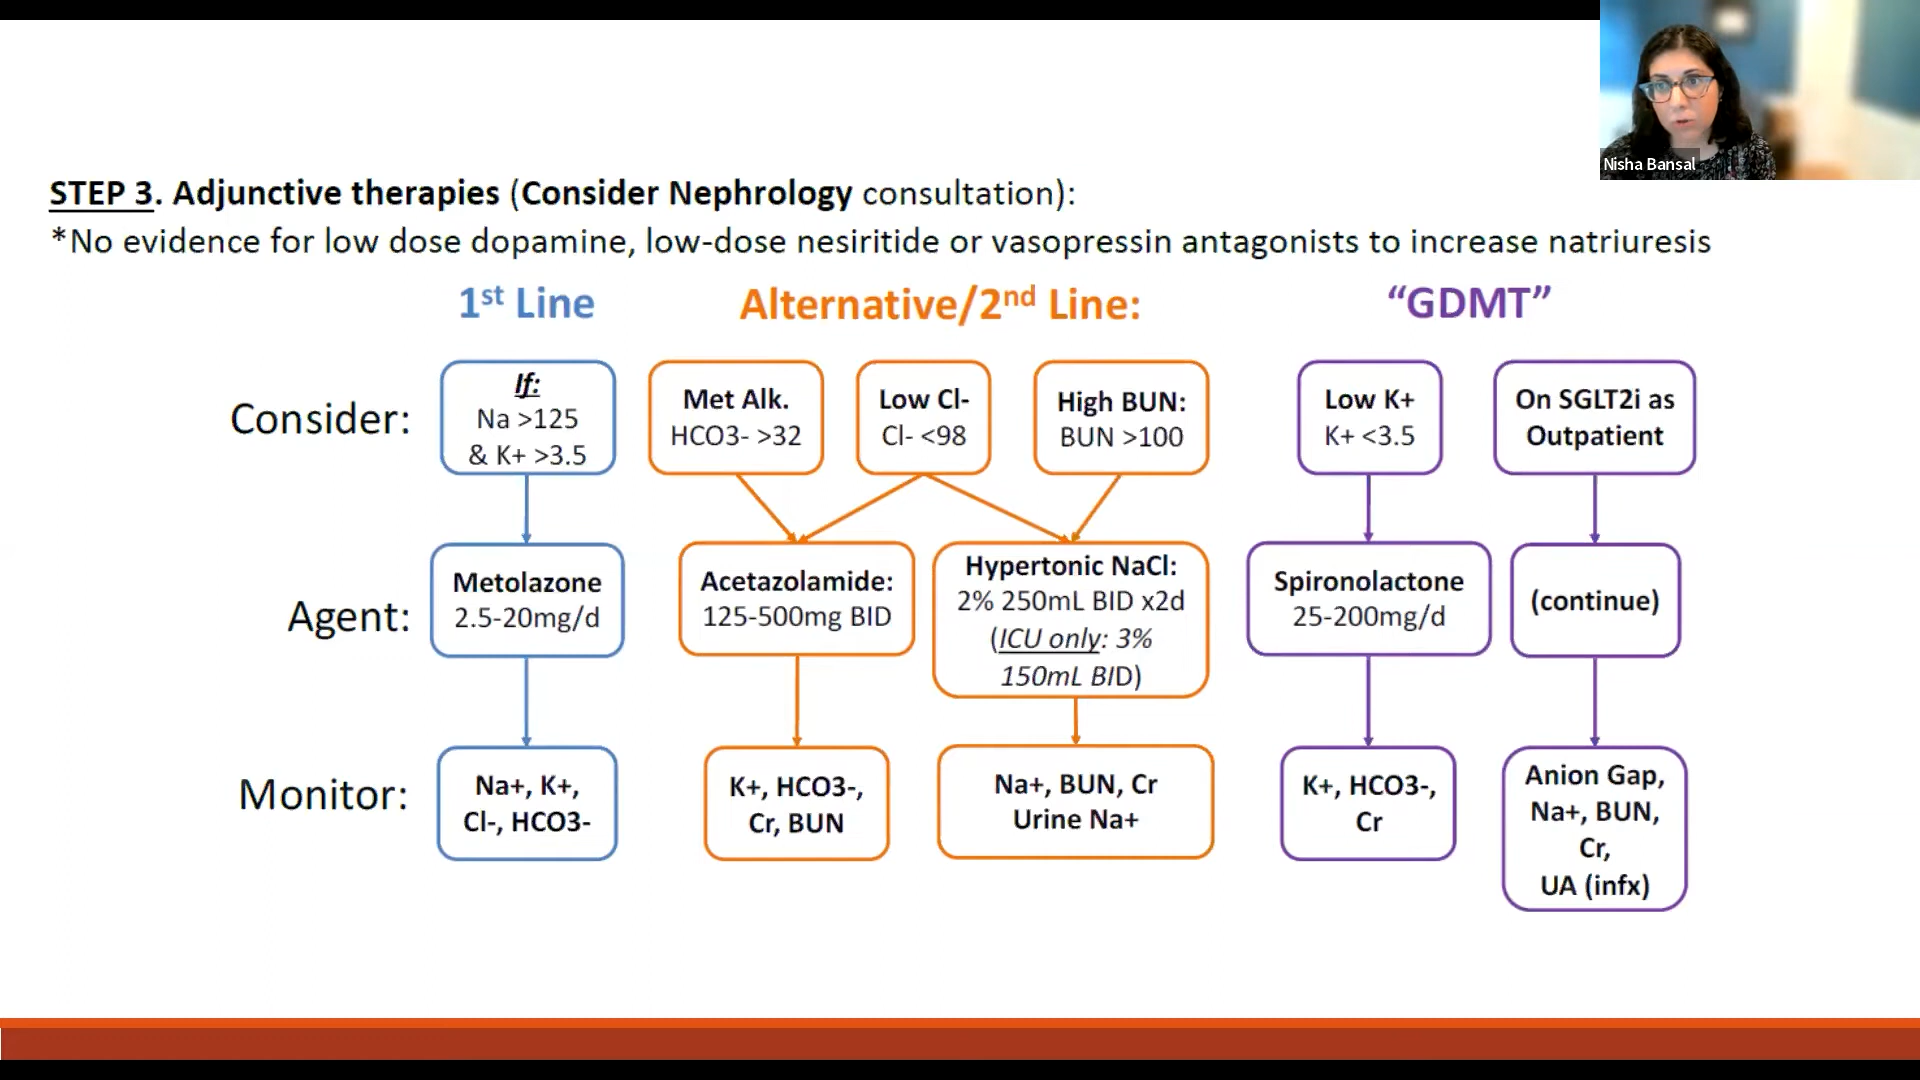 Nisha Bansal
STEP 3. Adjunctive therapies (Consider Nephrology consultation):
*No evidence for low dose dopamine, low-dose nesiritide or vasopressin antagonists to increase natriuresis
1st Line
Alternative/2nd Line:
“GDMT”
Consider:
If:
Na >125
& K+ >3.5
Met Alk.
HCO3- >32
Low Cl-
Cl- <98
High BUN:
BUN >100
Low K+
K+ <3.5
On SGLT2i as
Outpatient
Agent:
Metolazone
2.5-20mg/d
Acetazolamide:
125-500mg BID
Hypertonic NaCl:
2% 250mL BID x2d
(ICU only: 3%
150mL BID)
Spironolactone
25-200mg/d
(continue)
Monitor:
Na+, K+,
Cl-, HCO3-
K+, HCO3-,
Cr, BUN
Na+, BUN, Cr
Urine Na+
K+, HCO3-,
Cr
Anion Gap,
Na+, BUN,
Cr,
UA (infx)